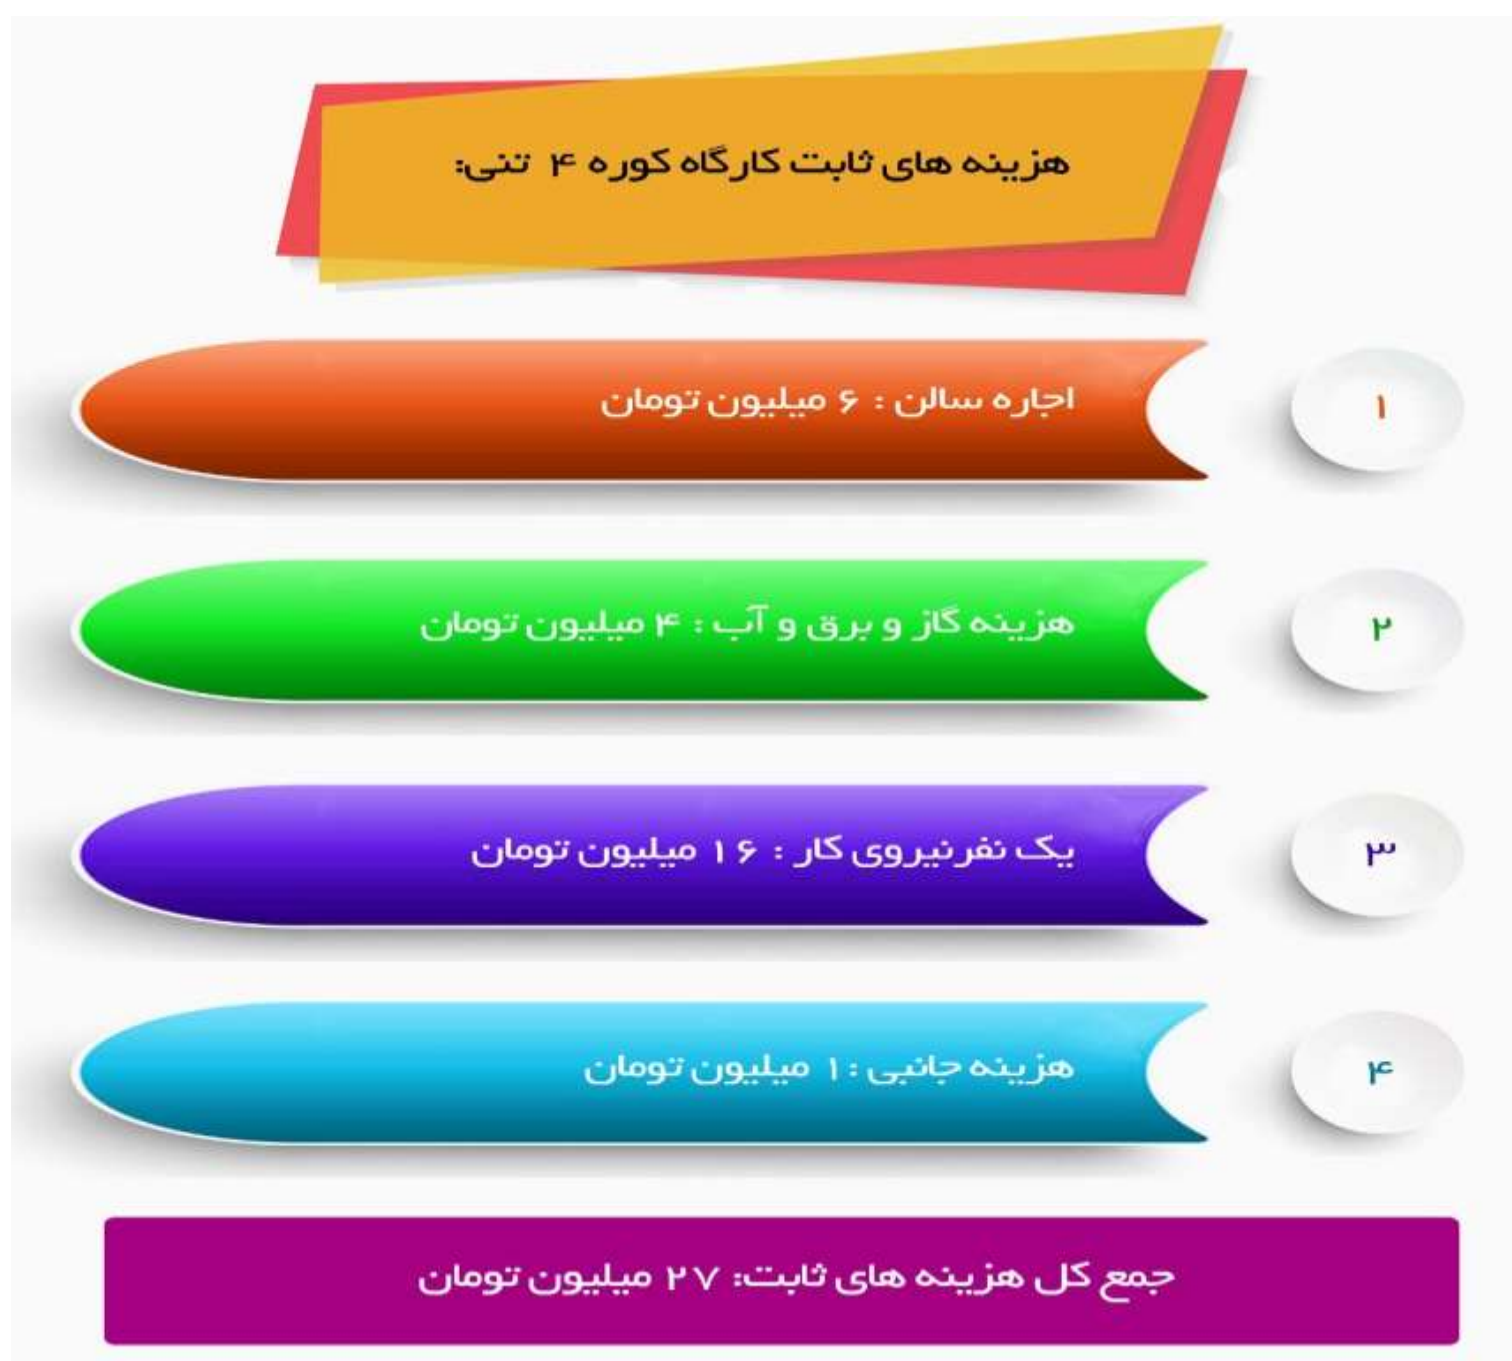 هزینه های ثابت کارگاه کوره ۴ تنی:
۱
اجاره سالن : ۶ میلیون تومان
۲
هزینه گاز و برق و آب : ۴ میلیون تومان
۳
یک نفرنیروی کار : ۱۶ میلیون تومان
۴
هزینه جانبی : ۱ میلیون تومان
جمع کل هزینه های ثابت: ۲۷ میلیون تومان